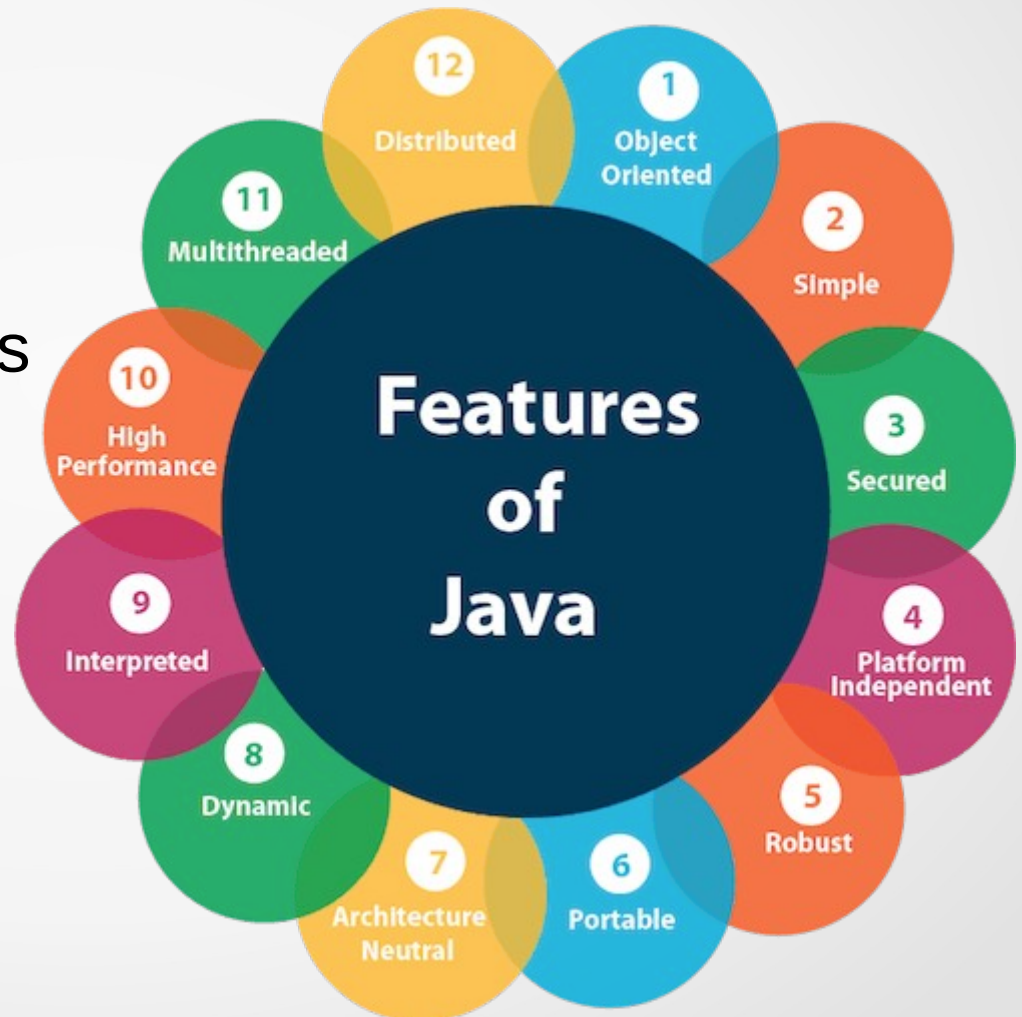 Features
of
Java
1
Object
Oriented
2
Simple
3
Secured
4
Platform
Independent
5
Robust
6
Portable
7
Architecture
Neutral
8
Dynamic
9
Interpreted
10
High
Performance
11
Multithreaded
12
Distributed
s